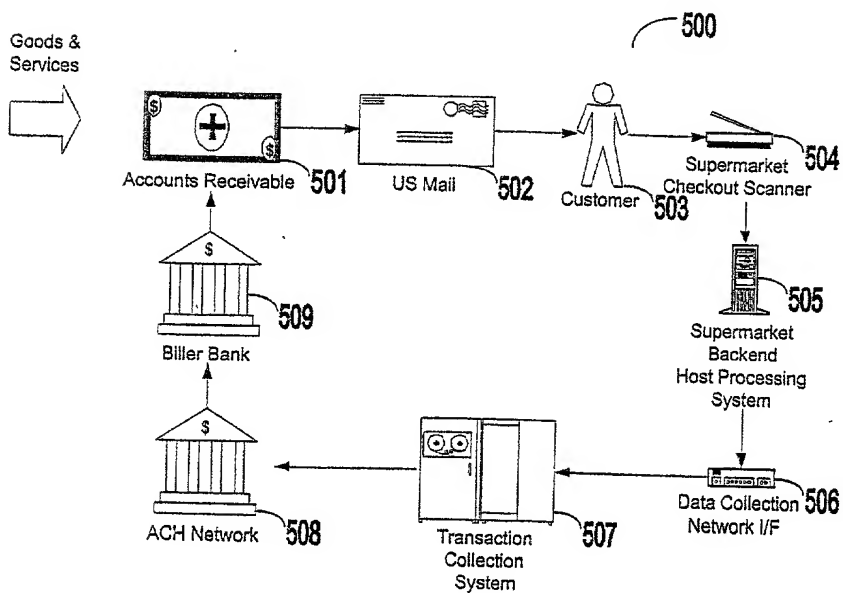 500
Goods &
Services
$
$
Accounts Receivable
501
US Mail
502
Customer
503
504
Supermarket
Checkout Scanner
$
509
Biller Bank
505
Supermarket
Backend
Host Processing
System
$
ACH Network
508
Transaction
Collection
System
507
506
Data Collection
Network I/F